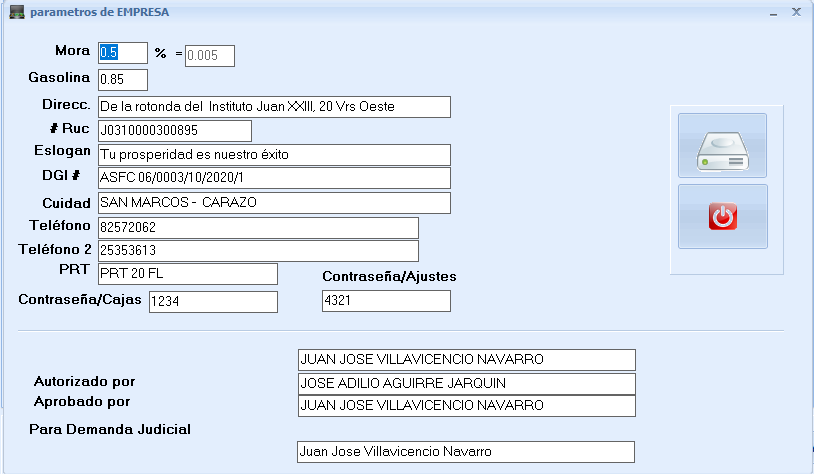 parametros de EMPRESA
Mora 0.5 % = 0.005
Gasolina 0.85
Direcc. De la rotonda del Instituto Juan XXIII, 20 Vrs Oeste
# Ruc J0310000300895
Eslogan Tu prosperidad es nuestro éxito
DGI # ASFC 06/0003/10/2020/1
Cuidad SAN MARCOS - CARAZO
Teléfono 82572062
Teléfono 2 25353613
PRT PRT 20 FL
Contraseña/Ajustes
Contraseña/Cajas 1234 4321
JUAN JOSE VILLAVICENCIO NAVARRO
Autorizado por JOSE ADILIO AGUIRRE JARQUIN
Aprobado por JUAN JOSE VILLAVICENCIO NAVARRO
Para Demanda Judicial
Juan Jose Villavicencio Navarro